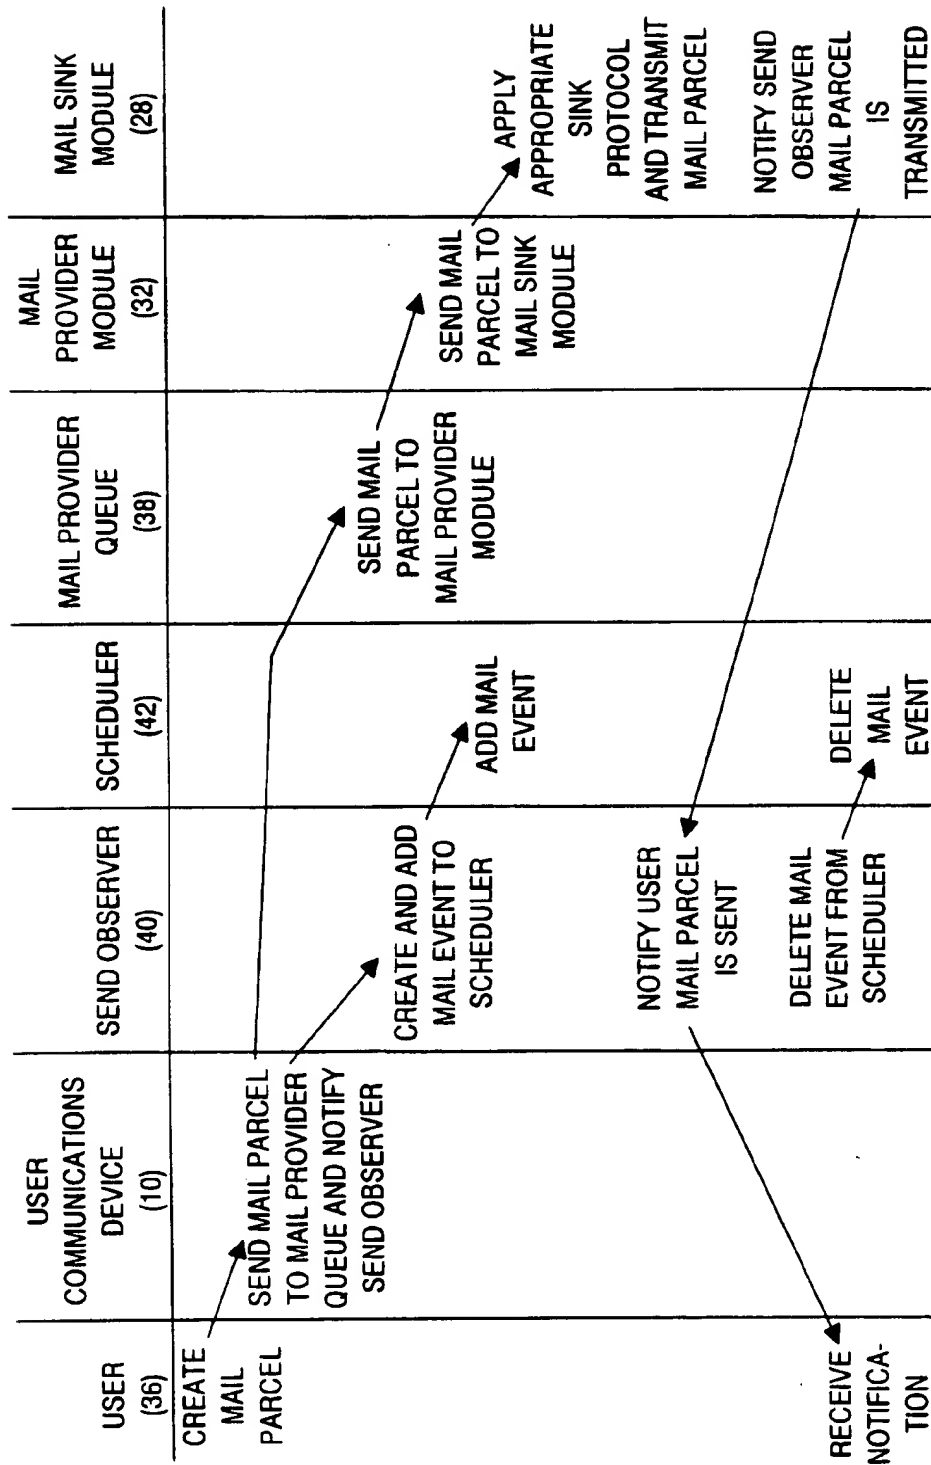 USER
(36)
USER
COMMUNICATIONS
DEVICE
(10)
SEND OBSERVER
(40)
SCHEDULER
(42)
MAIL PROVIDER
QUEUE
(38)
MAIL
PROVIDER
MODULE
(32)
MAIL SINK
MODULE
(28)
CREATE
MAIL
PARCEL
SEND MAIL PARCEL
TO MAIL PROVIDER
QUEUE AND NOTIFY
SEND OBSERVER
CREATE AND ADD
MAIL EVENT TO
SCHEDULER
ADD MAIL
EVENT
SEND MAIL
PARCEL TO
MAIL PROVIDER
MODULE
SEND MAIL
PARCEL TO
MAIL SINK
MODULE
APPLY
APPROPRIATE
SINK
PROTOCOL
AND TRANSMIT
MAIL PARCEL
NOTIFY SEND
OBSERVER
MAIL PARCEL
IS
TRANSMITTED
NOTIFY USER
MAIL PARCEL
IS SENT
RECEIVE
NOTIFICA-
TION
DELETE MAIL
EVENT FROM
SCHEDULER
DELETE
MAIL
EVENT